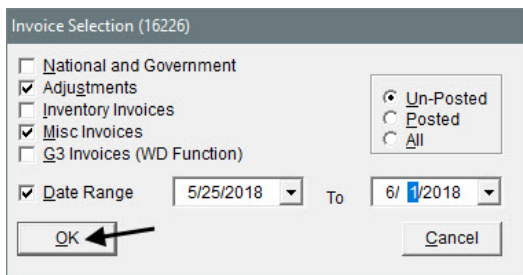 Invoice Selection (16226)
National and Government
Adjustments
Inventory Invoices
Misc Invoices
G3 Invoices (WD Function)
Un-Posted
Posted
All
Date Range 5/25/2018 To 6/ 1/2018
OK Cancel